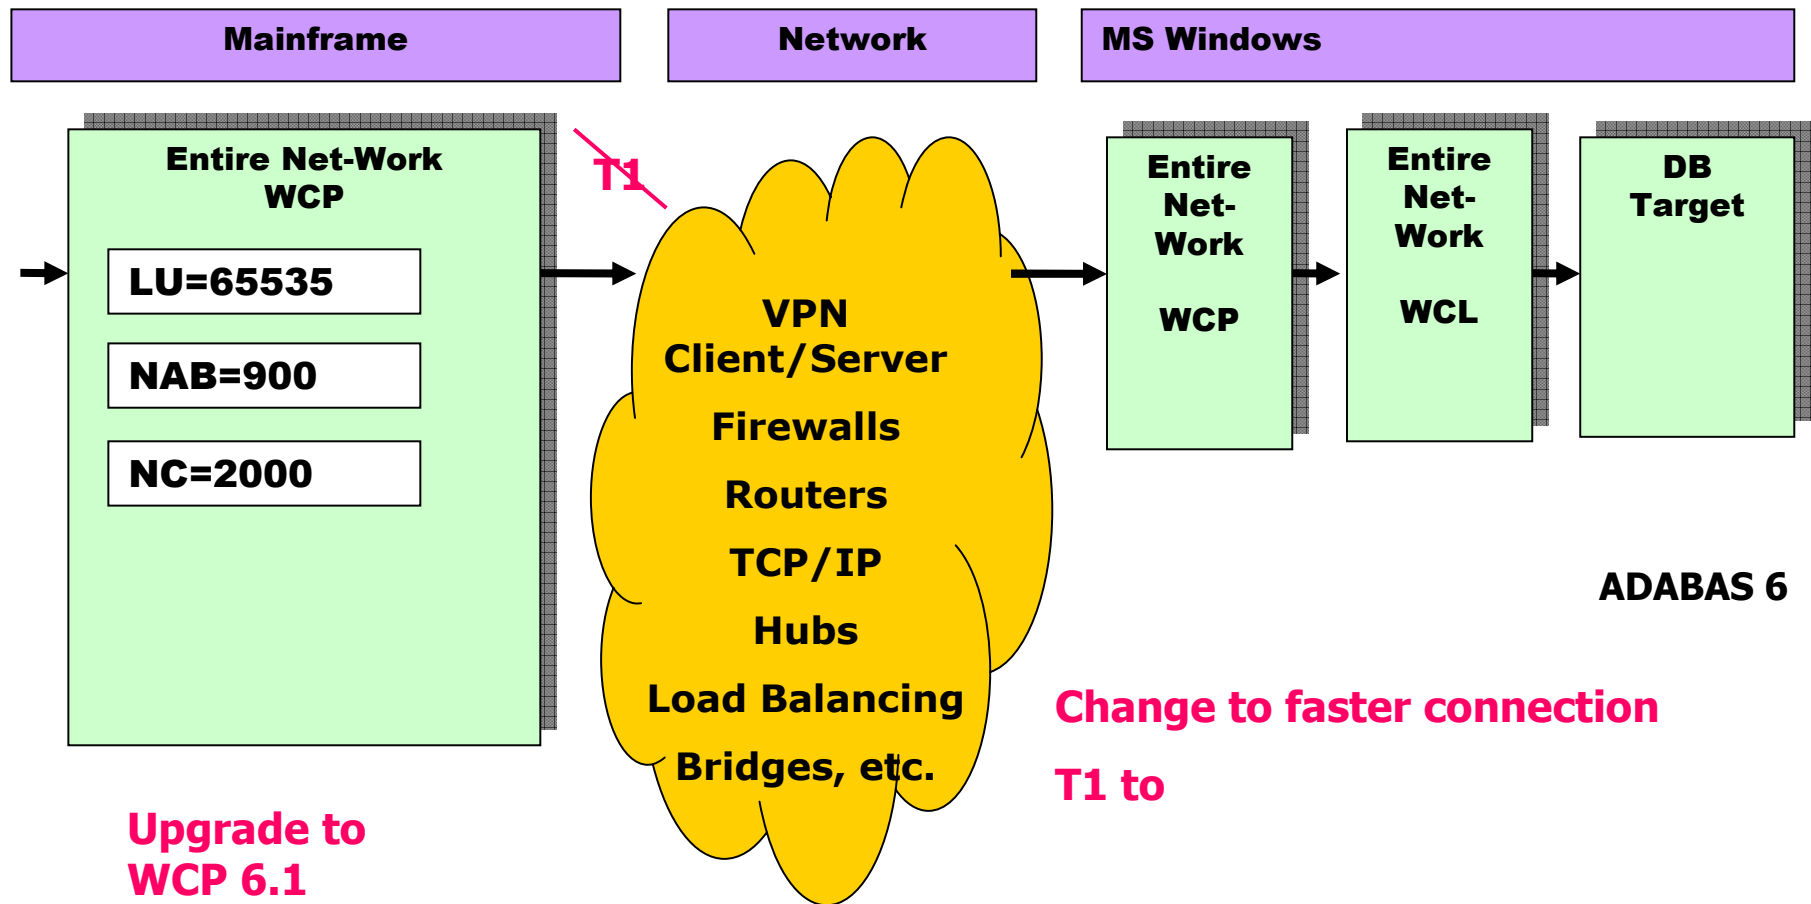 Mainframe
Network
MS Windows
Entire Net-Work
WCP
LU=65535
NAB=900
NC=2000
T1
VPN
Client/Server
Firewalls
Routers
TCP/IP
Hubs
Load Balancing
Bridges, etc.
Entire
Net-
Work
WCP
Entire
Net-
Work
WCL
DB
Target
ADABAS 6
Change to faster connection
T1 to
Upgrade to
WCP 6.1